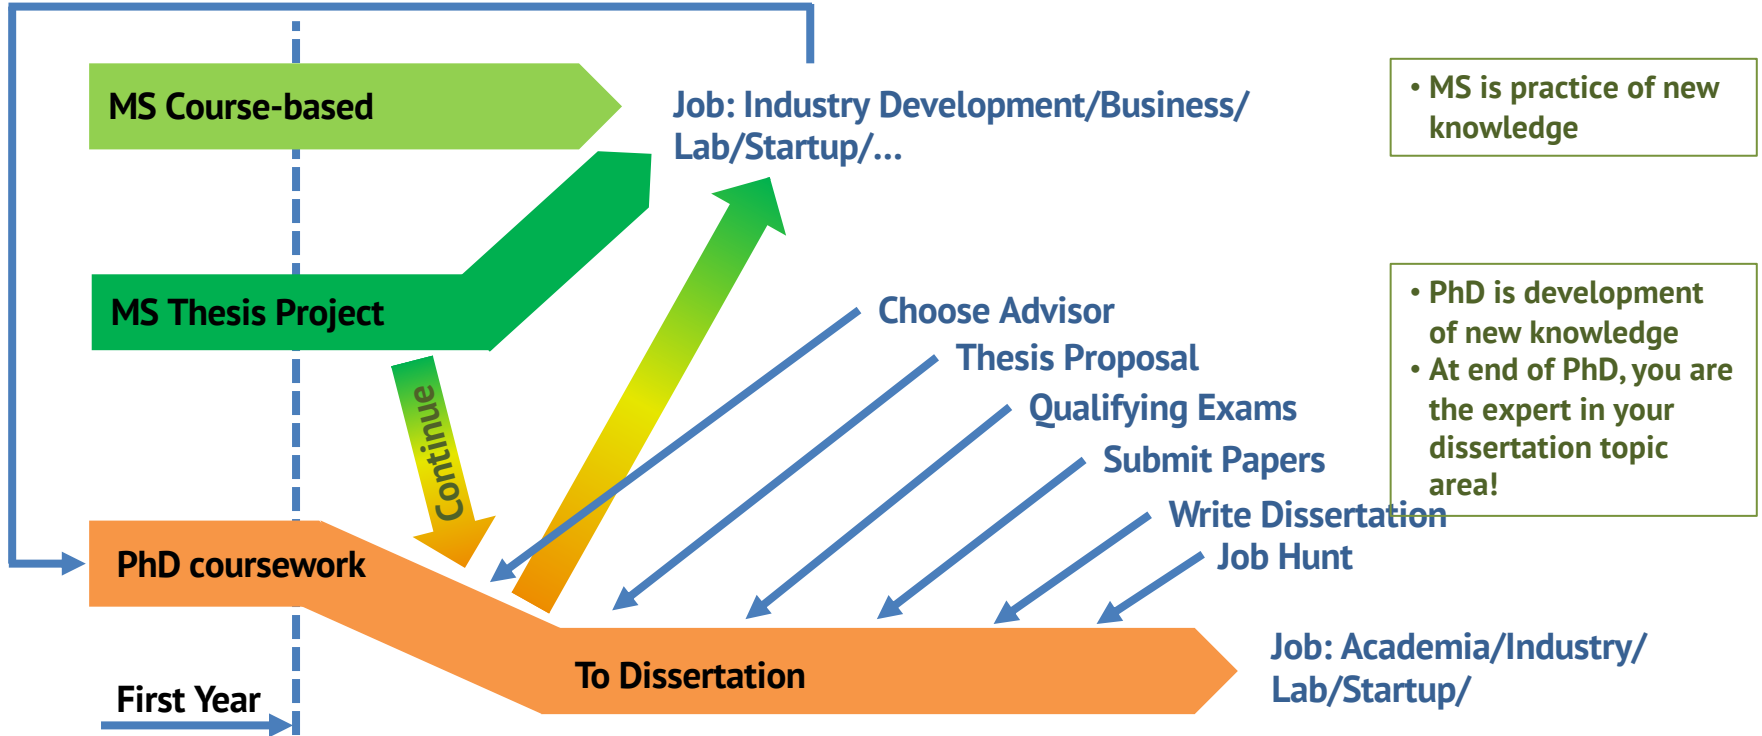 MS Course-based
Job: Industry Development/Business/
Lab/Startup/...
• MS is practice of new
knowledge
MS Thesis Project
Continue
Choose Advisor
Thesis Proposal
Qualifying Exams
Submit Papers
Write Dissertation
Job Hunt
• PhD is development
of new knowledge
• At end of PhD, you are
the expert in your
dissertation topic
area!
PhD coursework
To Dissertation
Job: Academia/Industry/
Lab/Startup/
First Year